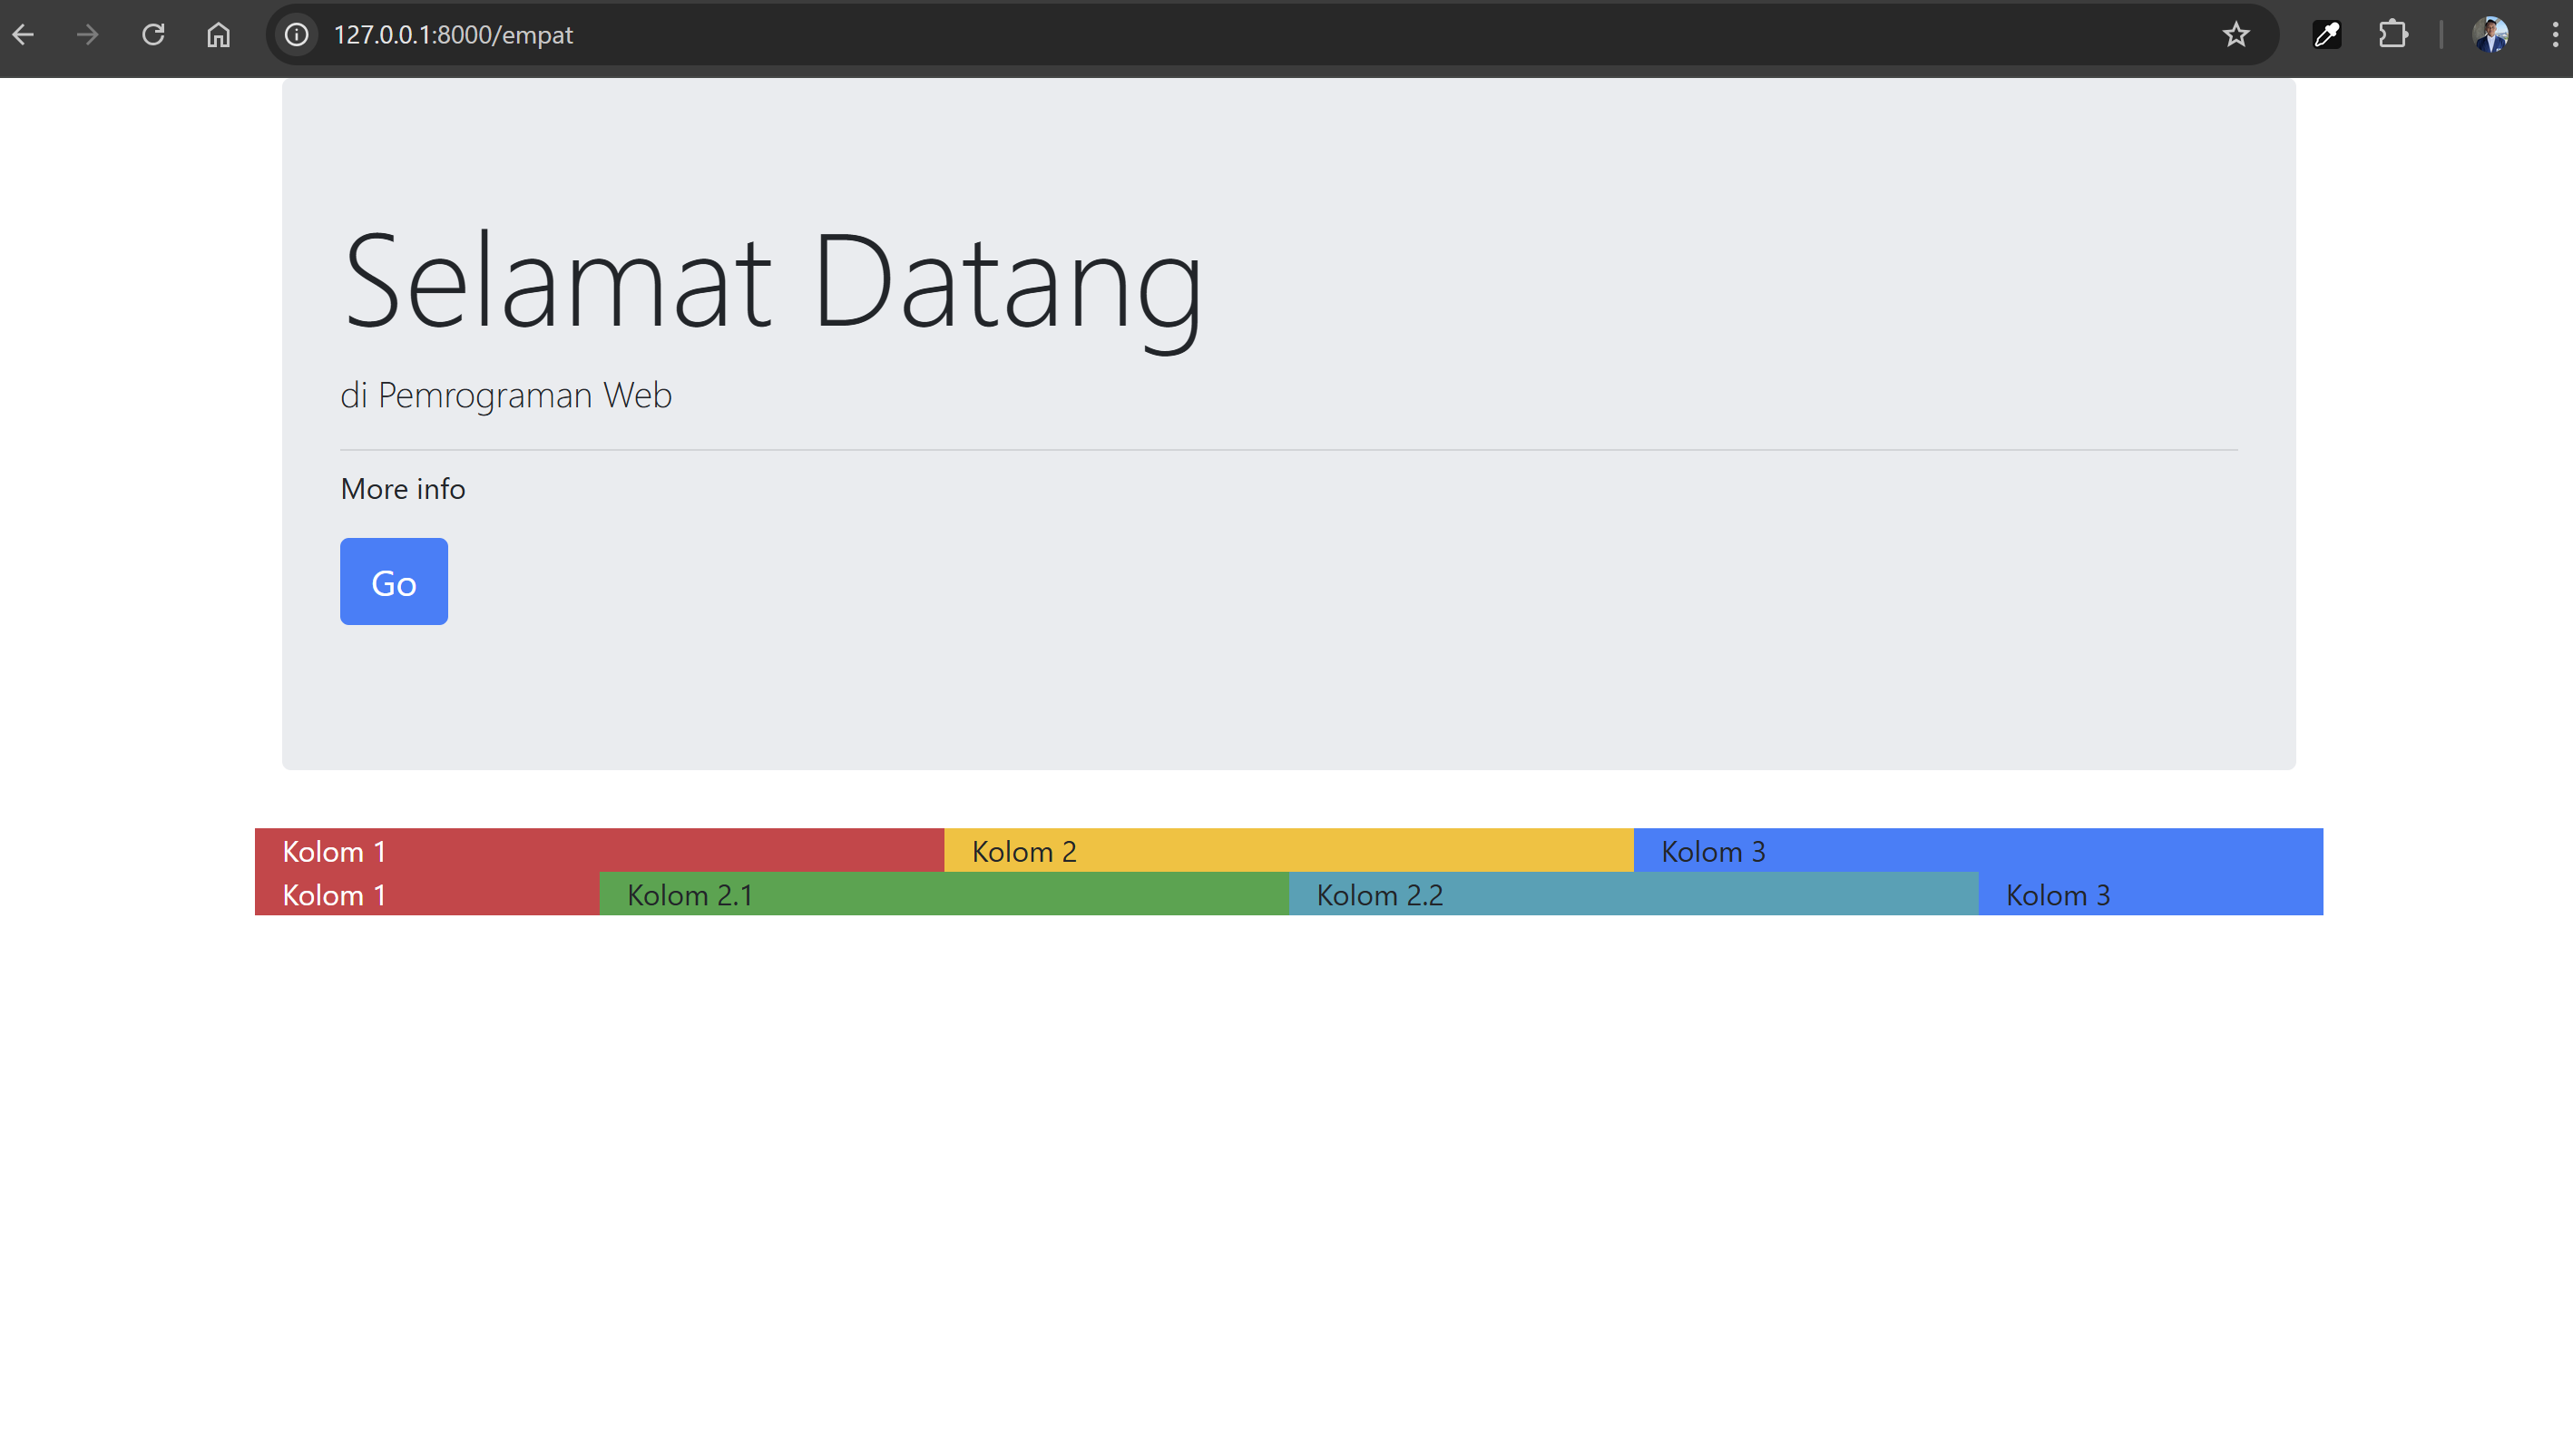 127.0.0.1:8000/empat
Selamat Datang
di Pemrograman Web
More info
Go
Kolom 1 Kolom 2 Kolom 3
Kolom 1 Kolom 2.1 Kolom 2.2 Kolom 3